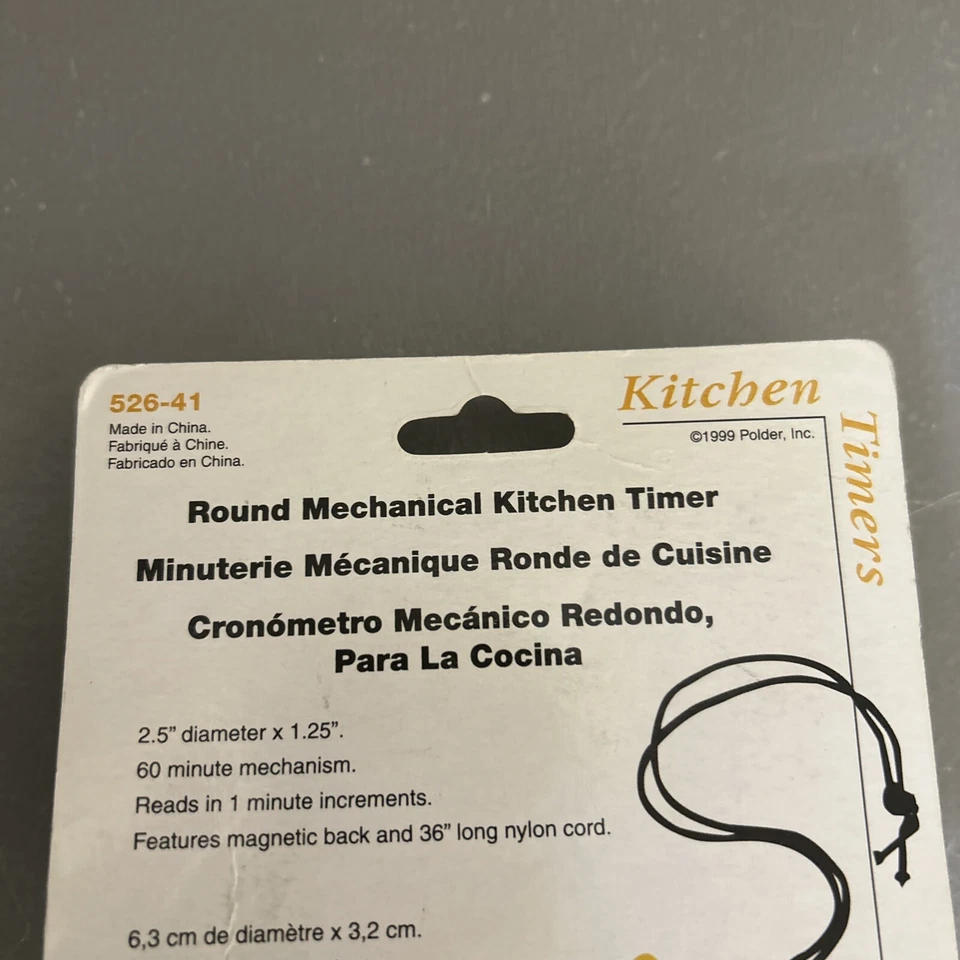 526-41
Made in China.
Fabriqué à Chine.
Fabricado en China.
Kitchen
Timers
©1999 Polder, Inc.
Round Mechanical Kitchen Timer
Minuterie Mécanique Ronde de Cuisine
Cronómetro Mecánico Redondo,
Para La Cocina
2.5” diameter x 1.25”.
60 minute mechanism.
Reads in 1 minute increments.
Features magnetic back and 36” long nylon cord.
6,3 cm de diamètre x 3,2 cm.